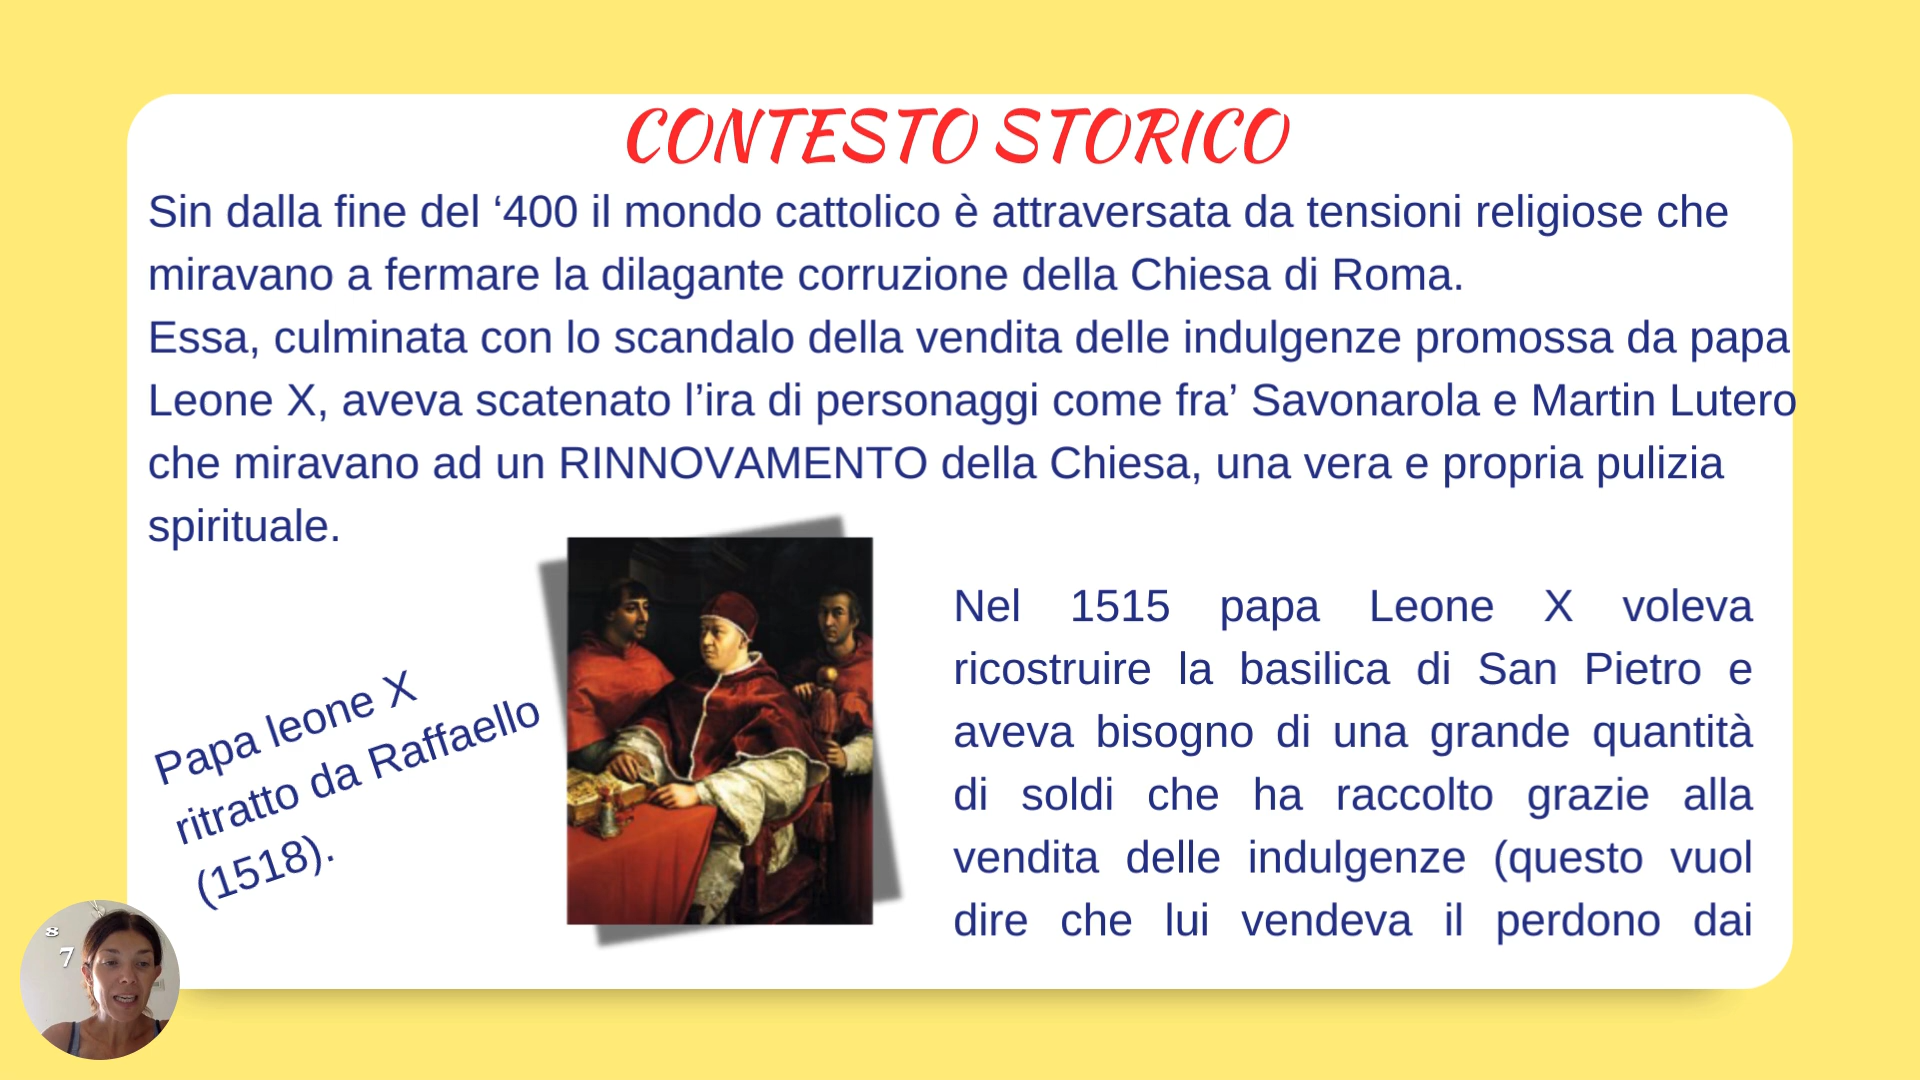 CONTESTO STORICO
Sin dalla fine del ‘400 il mondo cattolico è attraversata da tensioni religiose che
miravano a fermare la dilagante corruzione della Chiesa di Roma.
Essa, culminata con lo scandalo della vendita delle indulgenze promossa da papa
Leone X, aveva scatenato l’ira di personaggi come fra’ Savonarola e Martin Lutero
che miravano ad un RINNOVAMENTO della Chiesa, una vera e propria pulizia
spirituale.
Papa leone X
ritratto da Raffaello
(1518).
Nel 1515 papa Leone X voleva
ricostruire la basilica di San Pietro e
aveva bisogno di una grande quantità
di soldi che ha raccolto grazie alla
vendita delle indulgenze (questo vuol
dire che lui vendeva il perdono dai
8
7